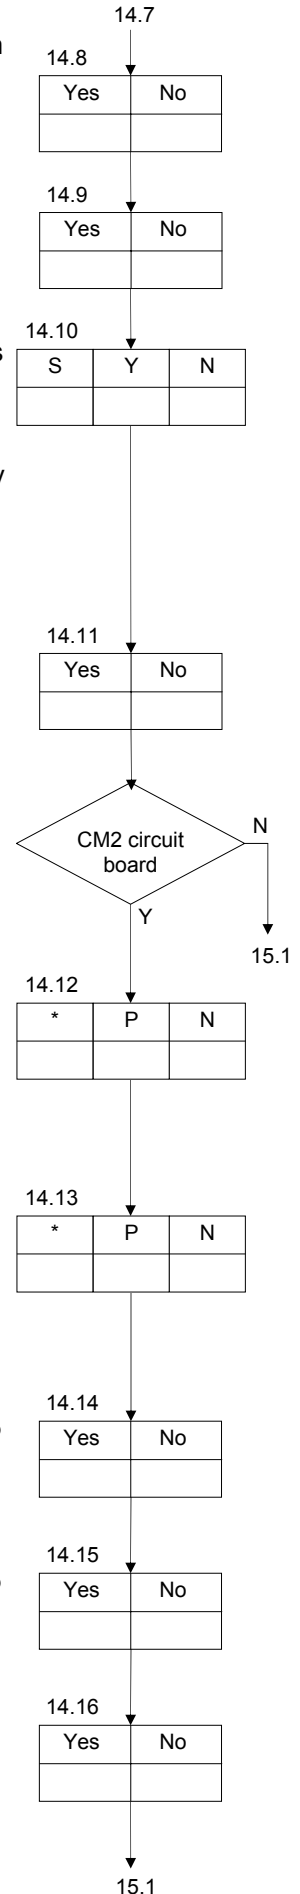 14.7
14.8
Yes No
14.9
Yes No
14.10
S Y N
14.11
Yes No
CM2 circuit
board
N
Y
15.1
14.12
* P N
14.13
* P N
14.14
Yes No
14.15
Yes No
14.16
Yes No
15.1